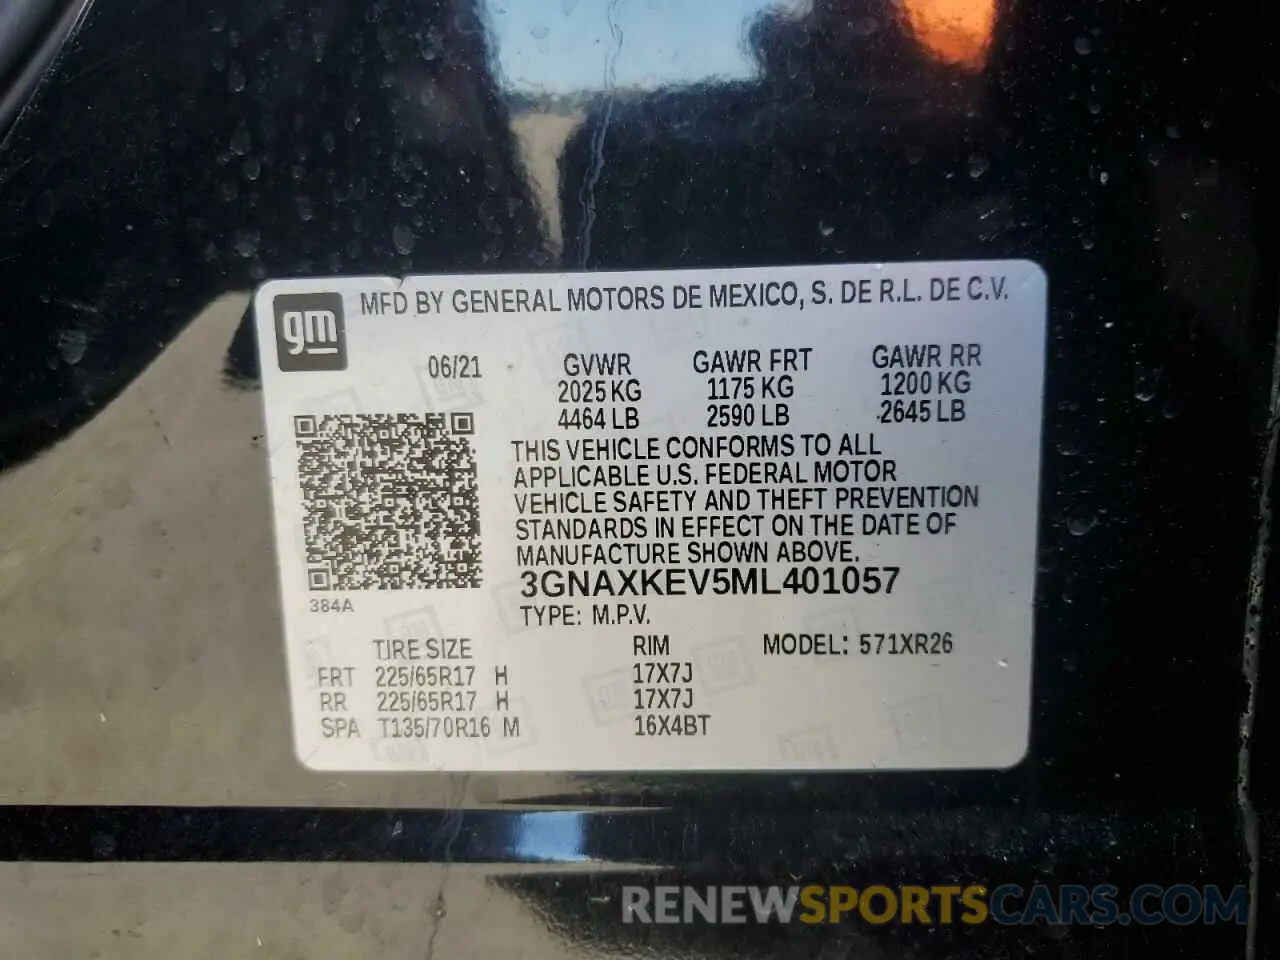 gm
MFD BY GENERAL MOTORS DE MEXICO, S. DE R.L. DE C.V.
06/21 GVWR GAWR FRT GAWR RR
2025 KG 1175 KG 1200 KG
4464 LB 2590 LB 2645 LB
THIS VEHICLE CONFORMS TO ALL
APPLICABLE U.S. FEDERAL MOTOR
VEHICLE SAFETY AND THEFT PREVENTION
STANDARDS IN EFFECT ON THE DATE OF
MANUFACTURE SHOWN ABOVE.
3GNAXKEV5ML401057
384A
TYPE: M.P.V.
TIRE SIZE RIM MODEL: 571XR26
FRT 225/65R17 H 17X7J
RR 225/65R17 H 17X7J
SPA T135/70R16 M 16X4BT
RENEWSPORTSCARS.COM